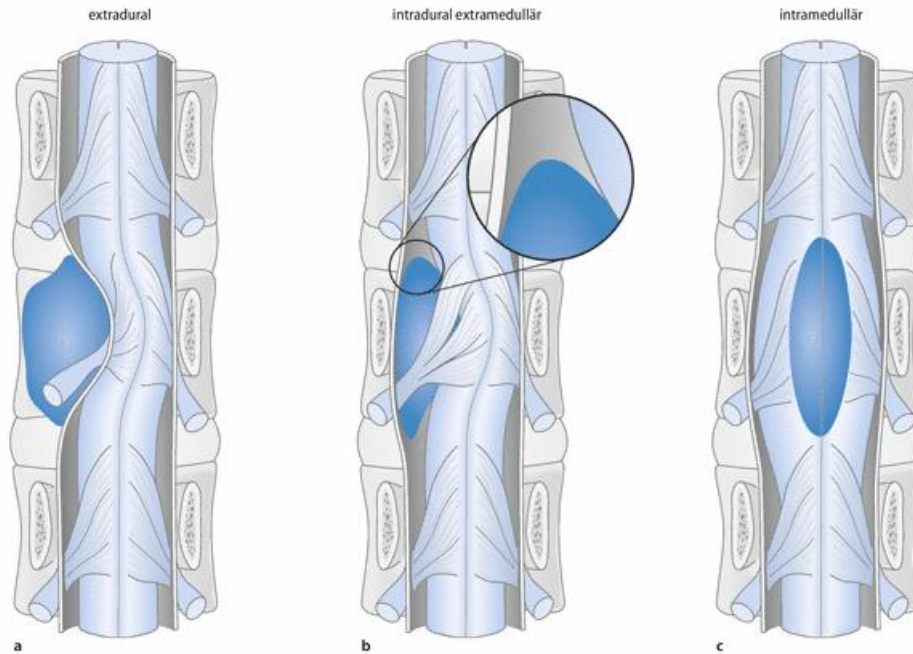 extradural
intradural extramedullär
intramedullär
a
b
c